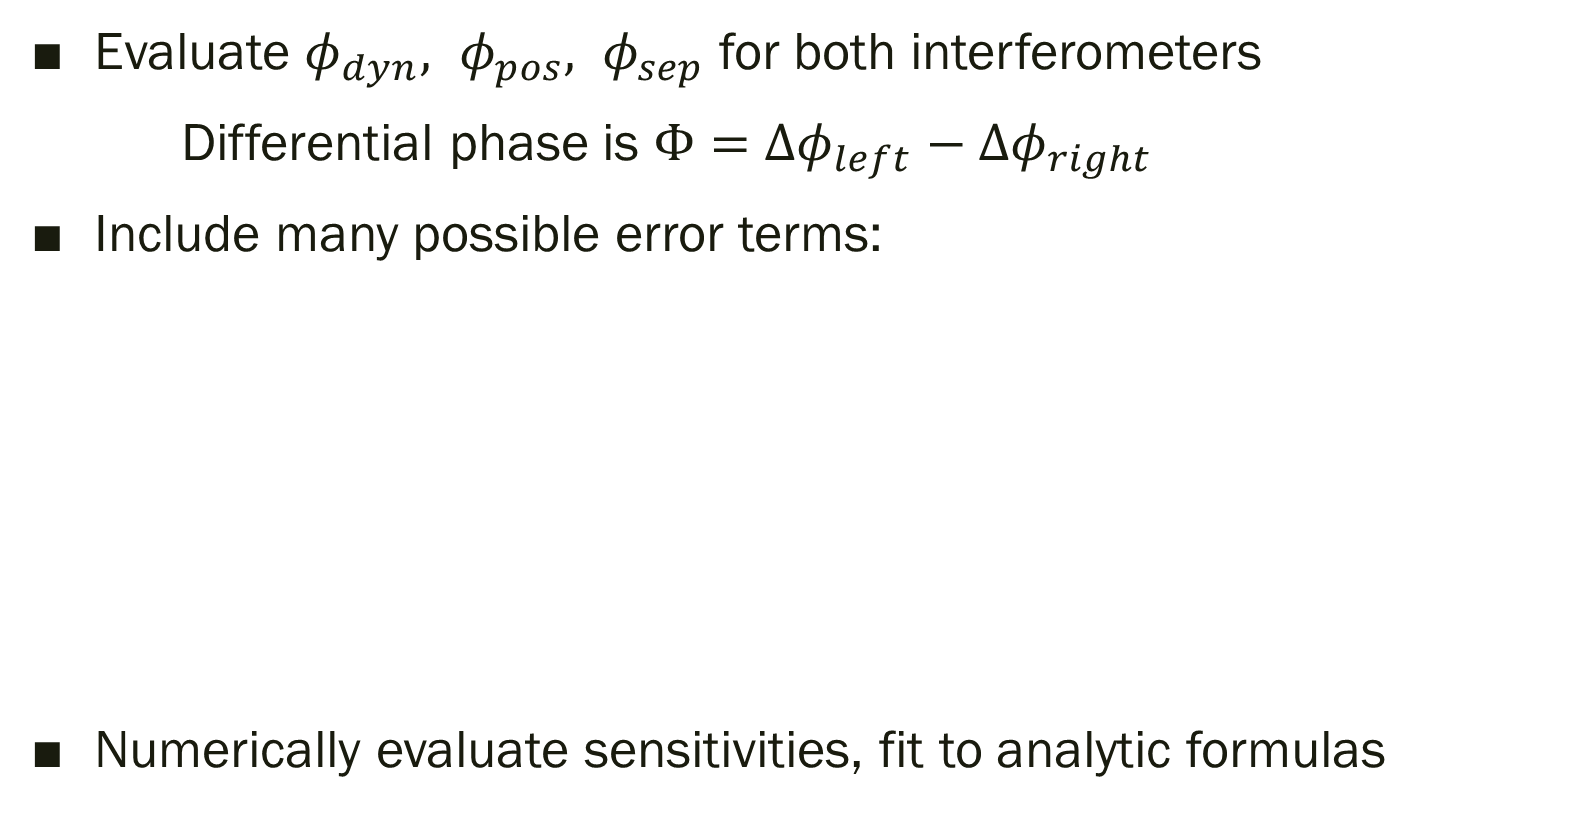 ■ Evaluate ϕ_dyn, ϕ_pos, ϕ_sep for both interferometers
Differential phase is Φ = Δϕ_left − Δϕ_right
■ Include many possible error terms:
■ Numerically evaluate sensitivities, fit to analytic formulas